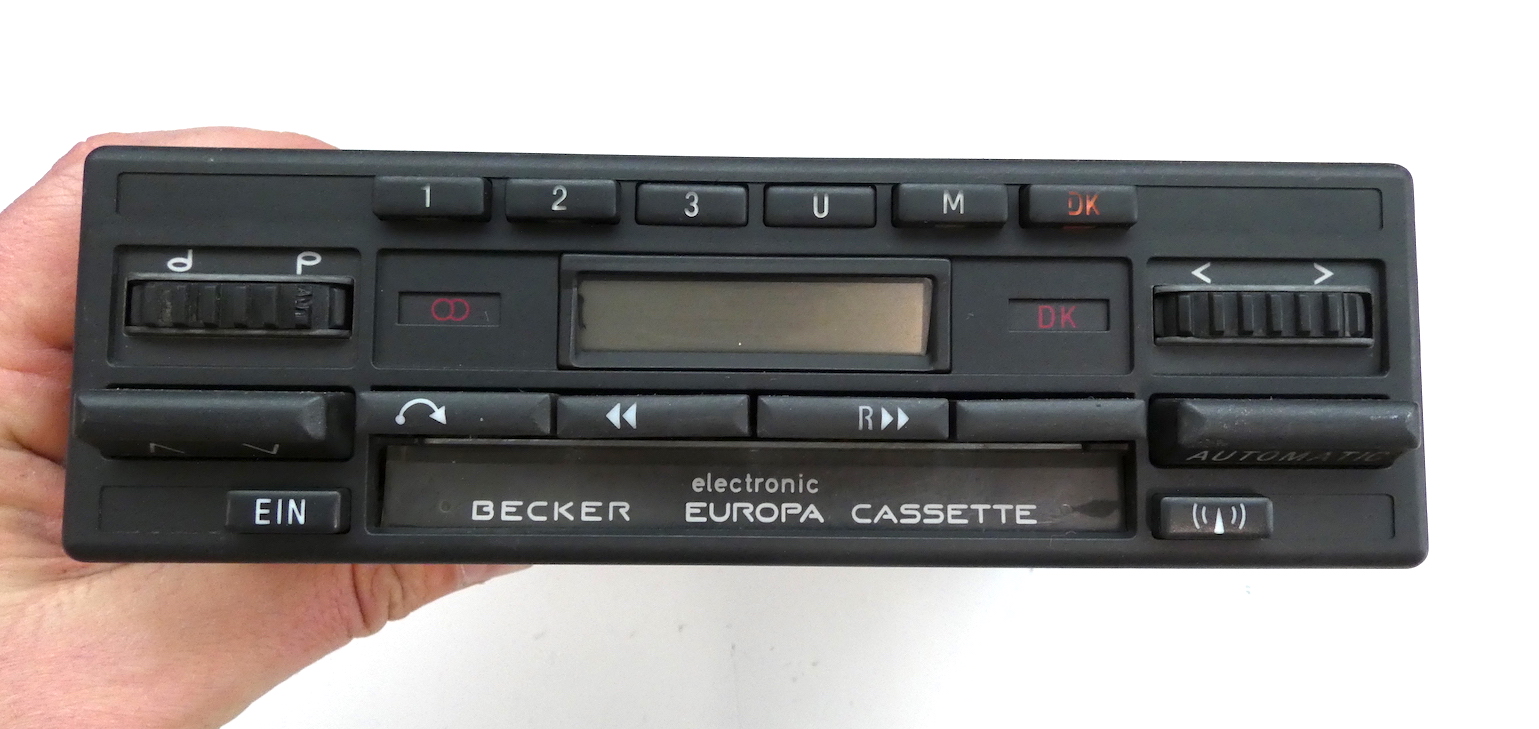 1 2 3 U M DK
DK
R
AUTOMATIC
EIN
electronic
BECKER EUROPA CASSETTE